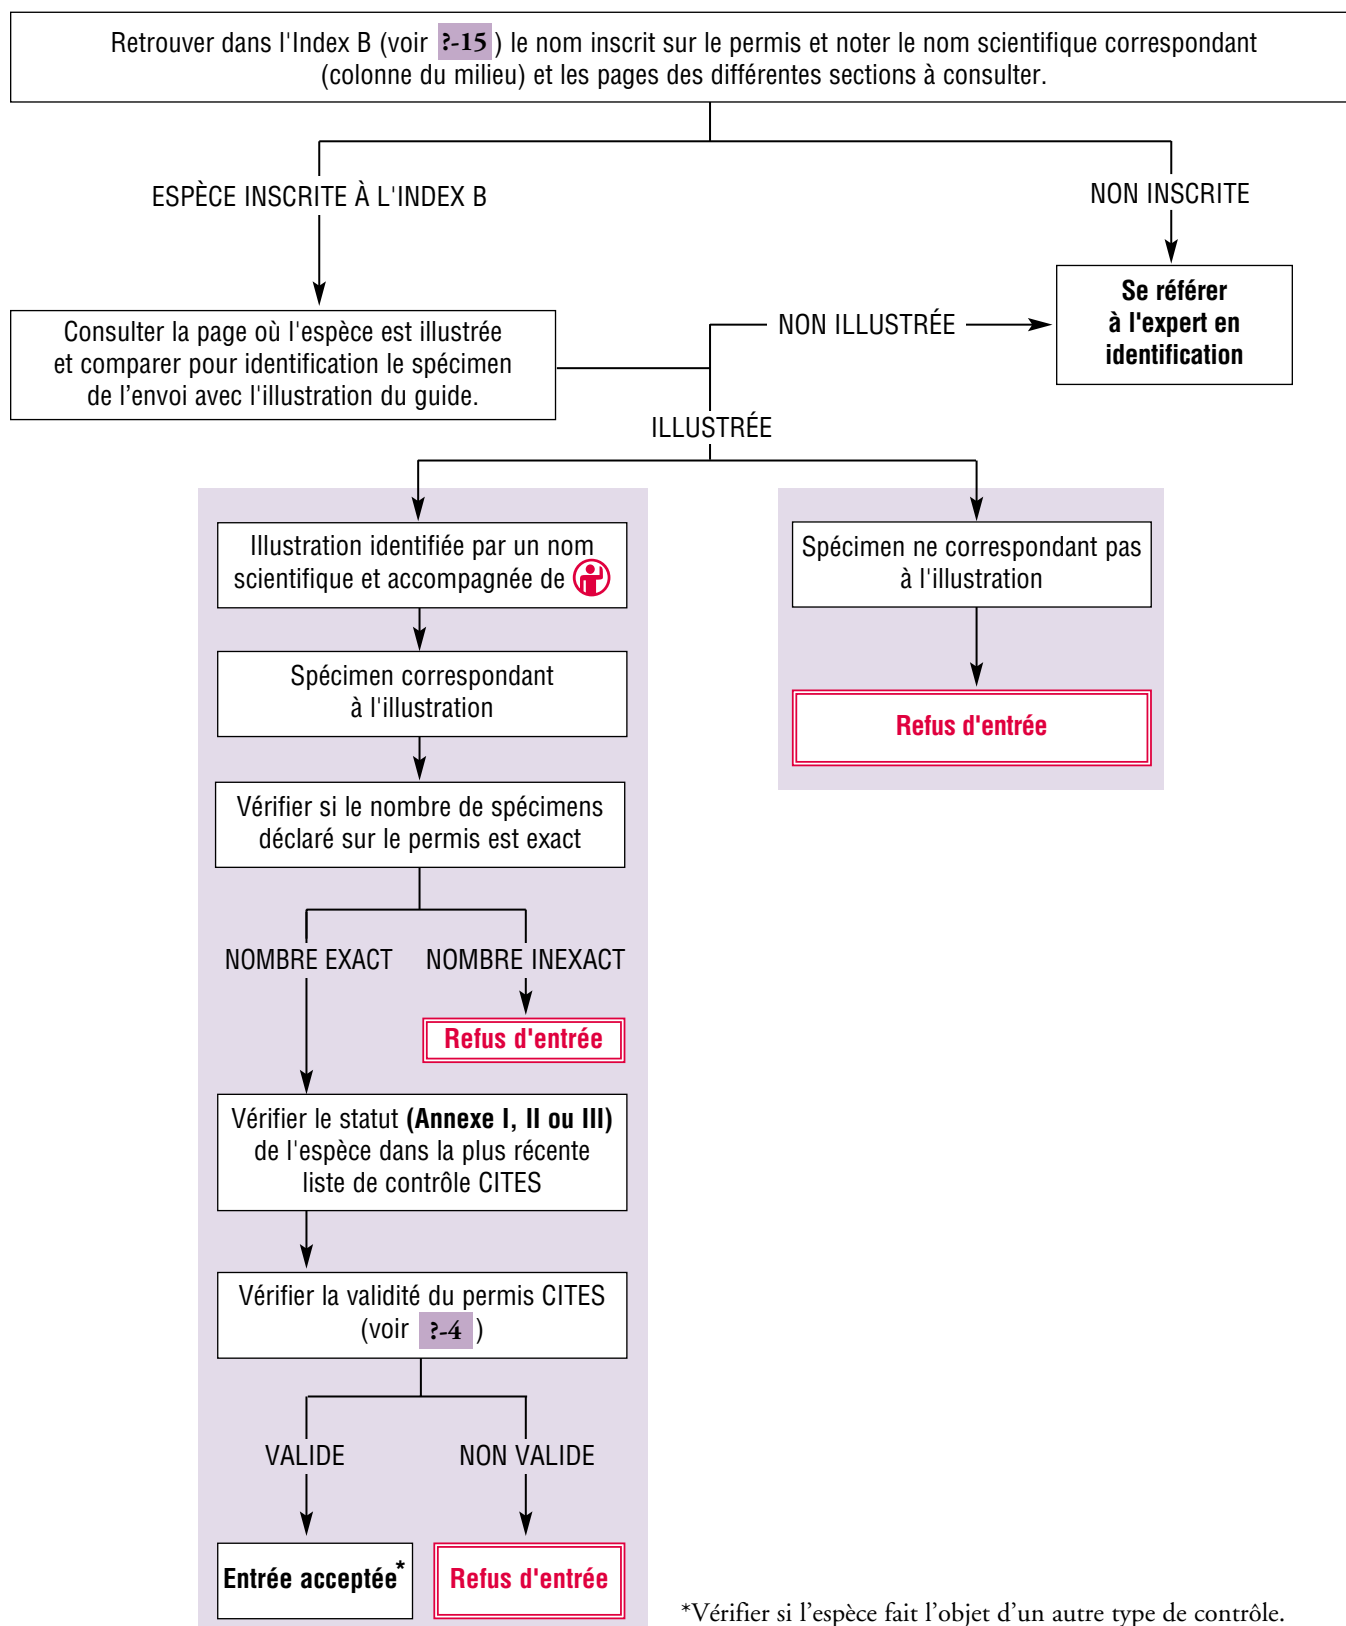 Retrouver dans l'Index B (voir ?-15 ) le nom inscrit sur le permis et noter le nom scientifique correspondant
(colonne du milieu) et les pages des différentes sections à consulter.
ESPÈCE INSCRITE À L'INDEX B
NON INSCRITE
Consulter la page où l'espèce est illustrée
et comparer pour identification le spécimen
de l’envoi avec l'illustration du guide.
NON ILLUSTRÉE
Se référer
à l'expert en
identification
ILLUSTRÉE
Illustration identifiée par un nom
scientifique et accompagnée de
Spécimen ne correspondant pas
à l'illustration
Spécimen correspondant
à l'illustration
Refus d'entrée
Vérifier si le nombre de spécimens
déclaré sur le permis est exact
NOMBRE EXACT
NOMBRE INEXACT
Refus d'entrée
Vérifier le statut (Annexe I, II ou III)
de l'espèce dans la plus récente
liste de contrôle CITES
Vérifier la validité du permis CITES
(voir ?-4 )
VALIDE
NON VALIDE
Entrée acceptée*
Refus d'entrée
*Vérifier si l’espèce fait l’objet d’un autre type de contrôle.